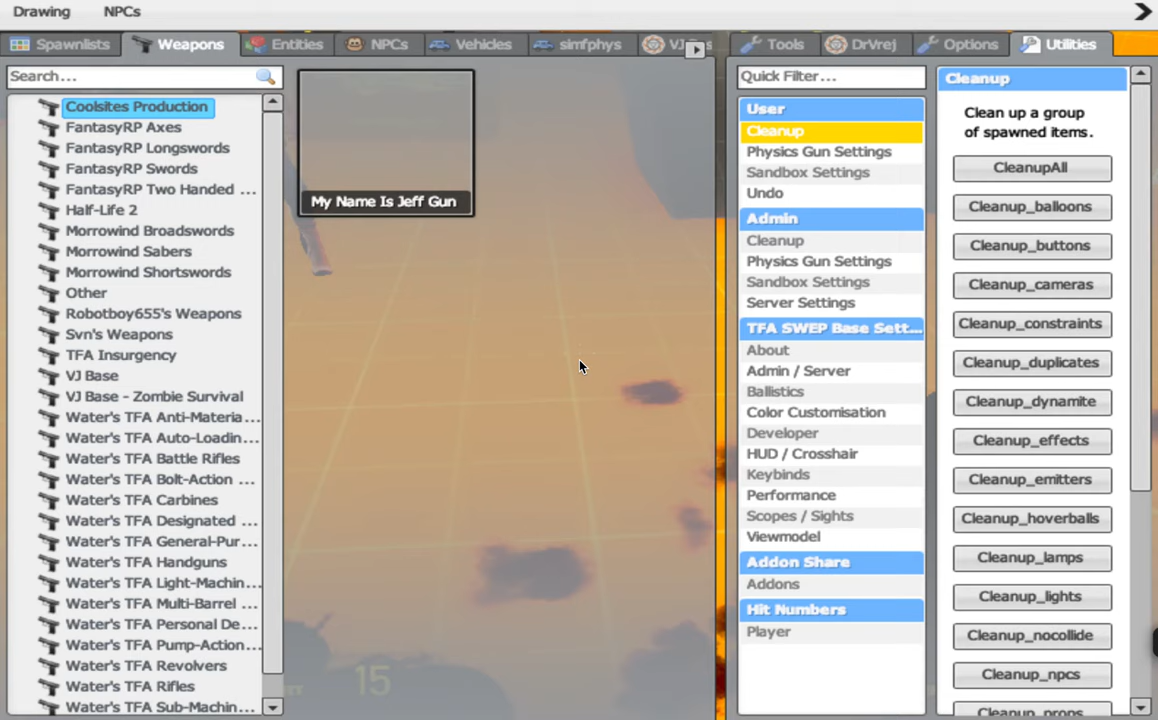 Drawing NPCs
Spawnlists Weapons Entities NPCs Vehicles simfphys
Tools DrVrej Options Utilities
Search...
Coolsites Production
FantasyRP Axes
FantasyRP Longswords
FantasyRP Swords
FantasyRP Two Handed ...
Half-Life 2
Morrowind Broadswords
Morrowind Sabers
Morrowind Shortswords
Other
Robotboy655's Weapons
Svn's Weapons
TFA Insurgency
VJ Base
VJ Base - Zombie Survival
Water's TFA Anti-Materia...
Water's TFA Auto-Loadin...
Water's TFA Battle Rifles
Water's TFA Bolt-Action ...
Water's TFA Carbines
Water's TFA Designated ...
Water's TFA General-Pur...
Water's TFA Handguns
Water's TFA Light-Machin...
Water's TFA Multi-Barrel ...
Water's TFA Personal De...
Water's TFA Pump-Action...
Water's TFA Revolvers
Water's TFA Rifles
Water's TFA Sub-Machin...
My Name Is Jeff Gun
15
Quick Filter...
User
Cleanup
Physics Gun Settings
Sandbox Settings
Undo
Admin
Cleanup
Physics Gun Settings
Sandbox Settings
Server Settings
TFA SWEP Base Sett...
About
Admin / Server
Ballistics
Color Customisation
Developer
HUD / Crosshair
Keybinds
Performance
Scopes / Sights
Viewmodel
Addon Share
Addons
Hit Numbers
Player
Cleanup
Clean up a group
of spawned items.
CleanupAll
Cleanup_balloons
Cleanup_buttons
Cleanup_cameras
Cleanup_constraints
Cleanup_duplicates
Cleanup_dynamite
Cleanup_effects
Cleanup_emitters
Cleanup_hoverballs
Cleanup_lamps
Cleanup_lights
Cleanup_nocollide
Cleanup_npcs
Cleanup_props